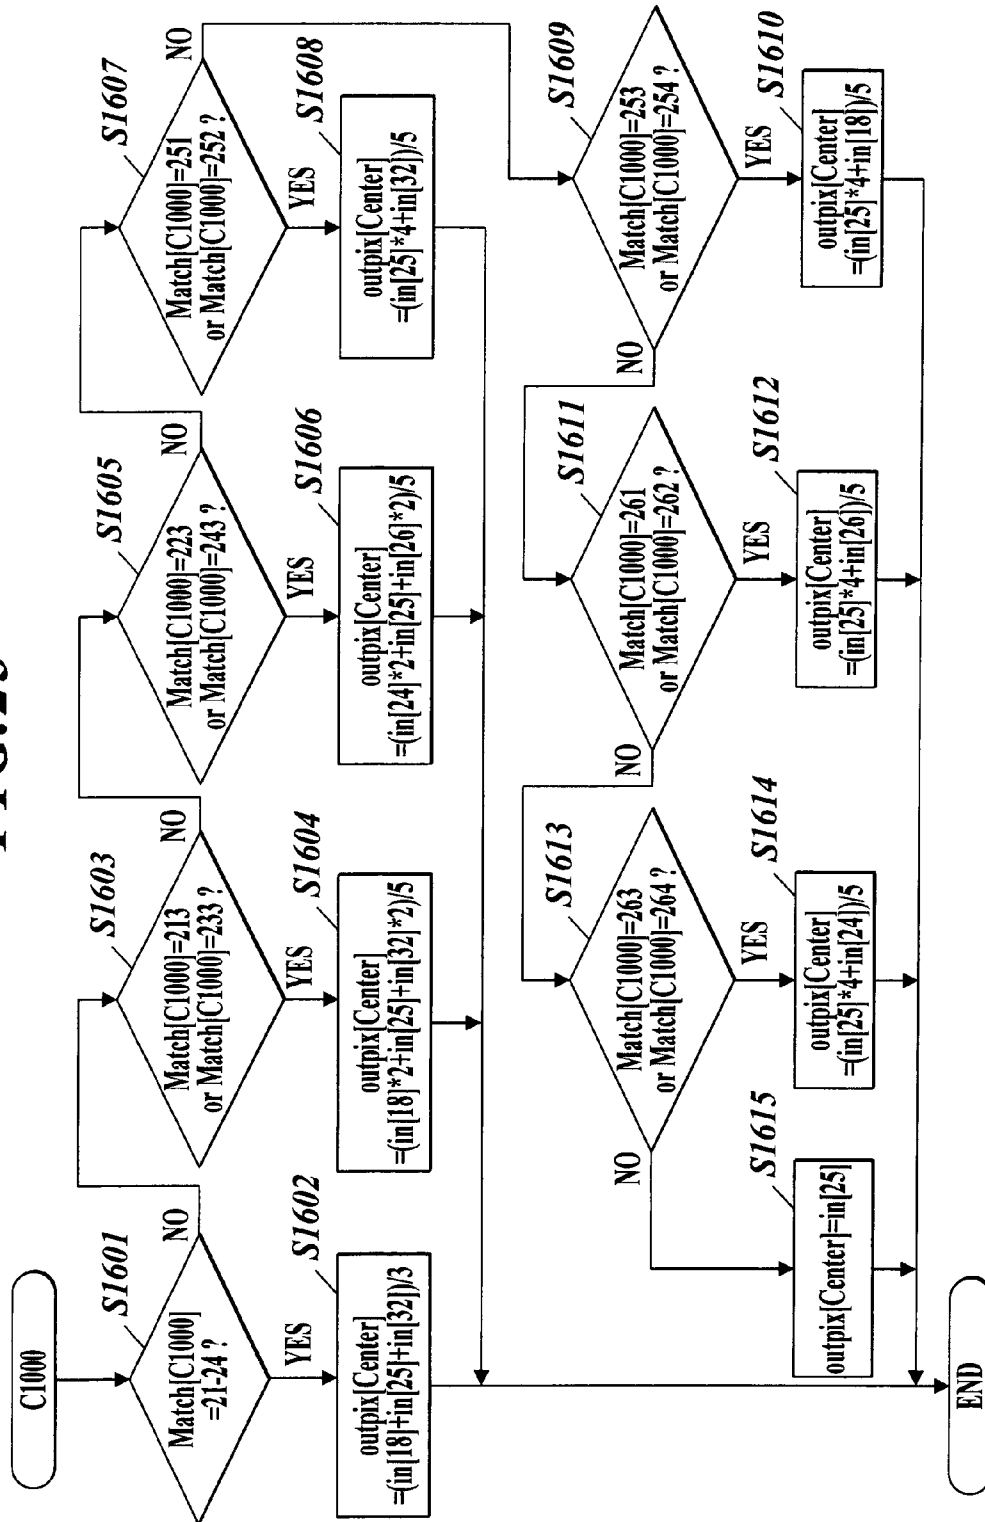 C1000
S1601
Match[C1000]
=21-24 ?
NO
YES
S1602
outpix[Center]
=(in[18]+in[25]+in[32])/3
S1603
Match[C1000]=213
or Match[C1000]=233 ?
NO
YES
S1604
outpix[Center]
=(in[18]*2+in[25]+in[32]*2)/5
S1605
Match[C1000]=223
or Match[C1000]=243 ?
NO
YES
S1606
outpix[Center]
=(in[24]*2+in[25]+in[26]*2)/5
S1607
Match[C1000]=251
or Match[C1000]=252 ?
NO
YES
S1608
outpix[Center]
=(in[25]*4+in[32])/5
S1609
Match[C1000]=253
or Match[C1000]=254 ?
NO
YES
S1610
outpix[Center]
=(in[25]*4+in[18])/5
S1611
Match[C1000]=261
or Match[C1000]=262 ?
NO
YES
S1612
outpix[Center]
=(in[25]*4+in[26])/5
S1613
Match[C1000]=263
or Match[C1000]=264 ?
NO
YES
S1614
outpix[Center]
=(in[25]*4+in[24])/5
S1615
outpix[Center]=in[25]
END